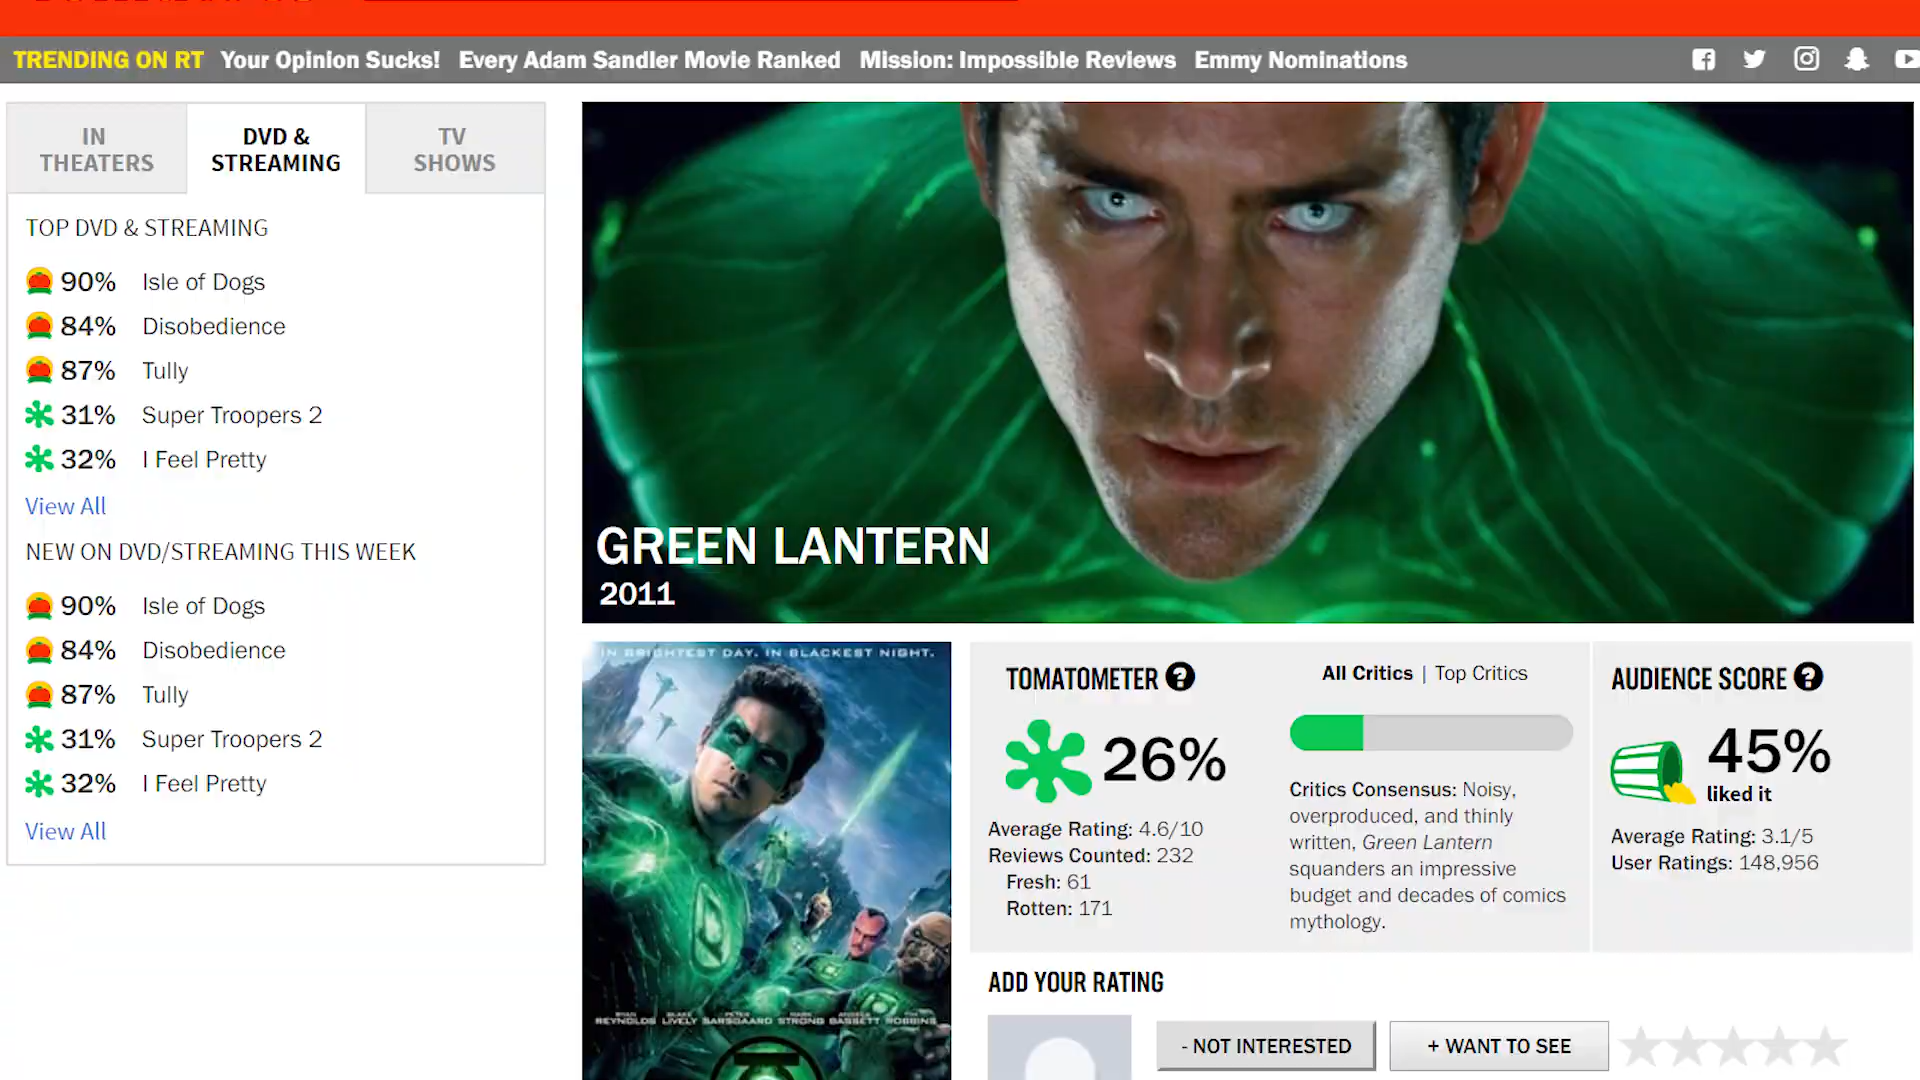 TRENDING ON RT Your Opinion Sucks! Every Adam Sandler Movie Ranked Mission: Impossible Reviews Emmy Nominations
IN THEATERS
DVD & STREAMING
TV SHOWS
TOP DVD & STREAMING
90% Isle of Dogs
84% Disobedience
87% Tully
31% Super Troopers 2
32% I Feel Pretty
View All
NEW ON DVD/STREAMING THIS WEEK
90% Isle of Dogs
84% Disobedience
87% Tully
31% Super Troopers 2
32% I Feel Pretty
View All
GREEN LANTERN
2011
IN BRIGHTEST DAY. IN BLACKEST NIGHT.
REYNOLDS LIVELY SARSGAARD STRONG BASSETT ROBBINS
TOMATOMETER ?
26%
Average Rating: 4.6/10
Reviews Counted: 232
Fresh: 61
Rotten: 171
All Critics | Top Critics
Critics Consensus: Noisy,
overproduced, and thinly
written, Green Lantern
squanders an impressive
budget and decades of comics
mythology.
AUDIENCE SCORE ?
45%
liked it
Average Rating: 3.1/5
User Ratings: 148,956
ADD YOUR RATING
- NOT INTERESTED
+ WANT TO SEE